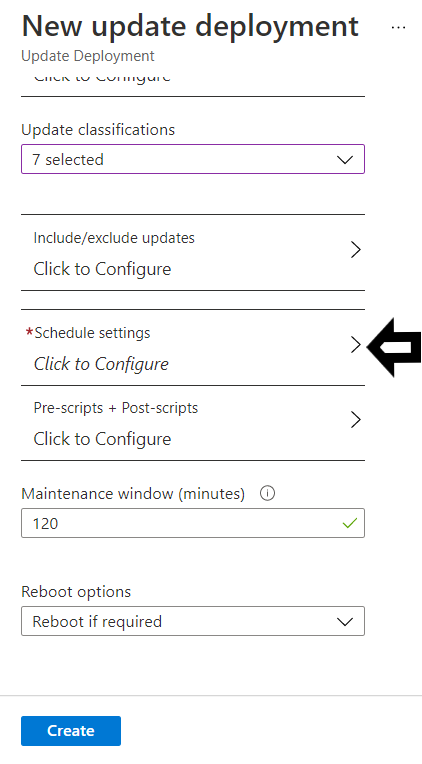 New update deployment
Update Deployment
Click to Configure
Update classifications
7 selected
Include/exclude updates
Click to Configure
*Schedule settings
Click to Configure
Pre-scripts + Post-scripts
Click to Configure
Maintenance window (minutes)
120
Reboot options
Reboot if required
Create